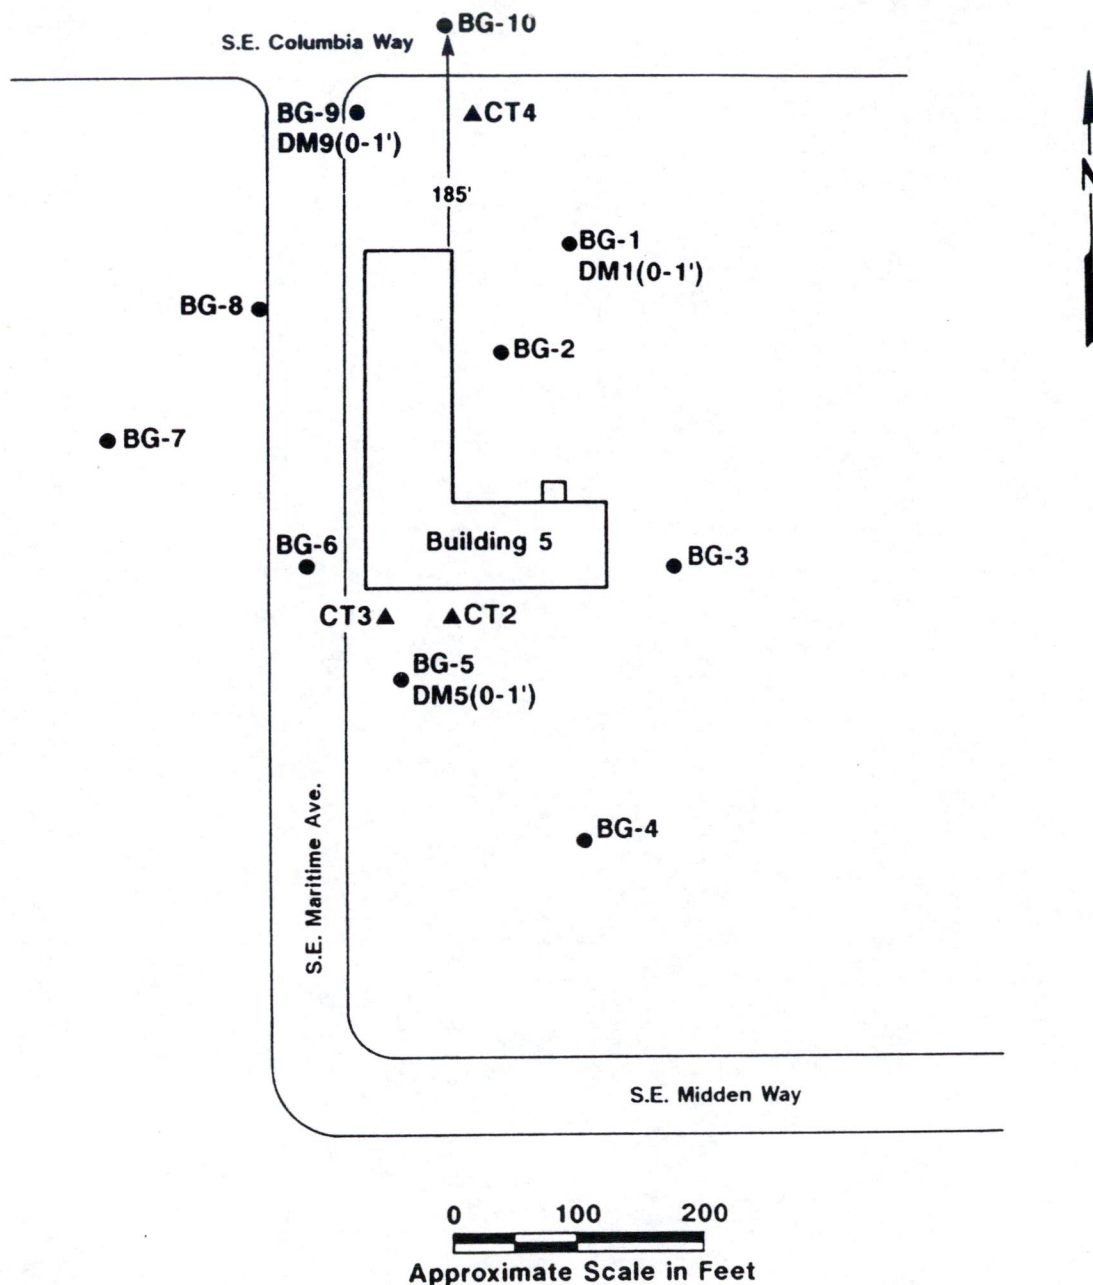 BG-10
S.E. Columbia Way
BG-9
DM9(0-1')
CT4
185'
BG-1
DM1(0-1')
N
BG-8
BG-2
BG-7
Building 5
BG-6
BG-3
CT3
CT2
BG-5
DM5(0-1')
S.E. Maritime Ave.
BG-4
S.E. Midden Way
0 100 200
Approximate Scale in Feet